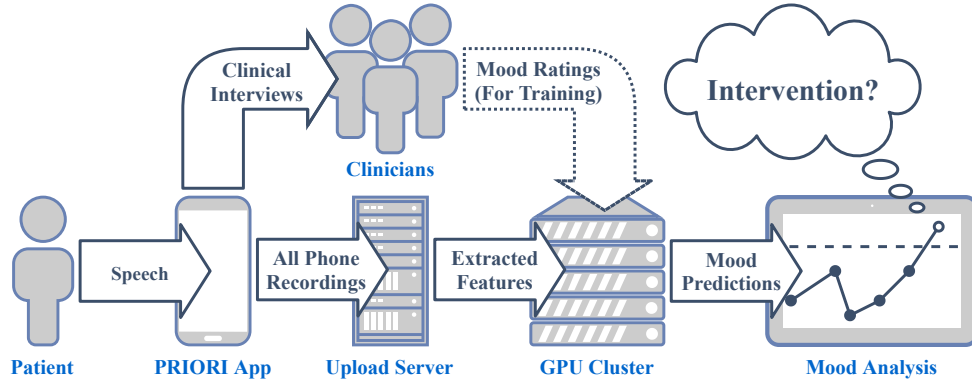 Clinical
Interviews
Mood Ratings
(For Training)
Intervention?
Clinicians
Speech
All Phone
Recordings
Extracted
Features
Mood
Predictions
Patient
PRIORI App
Upload Server
GPU Cluster
Mood Analysis